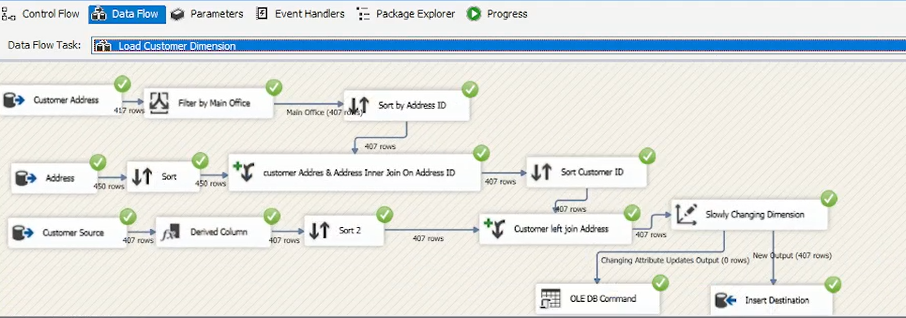 Control Flow
Data Flow
Parameters
Event Handlers
Package Explorer
Progress
Data Flow Task:
Load Customer Dimension
Customer Address
417 rows
Filter by Main Office
Main Office (407 rows)
Sort by Address ID
407 rows
Address
450 rows
Sort
450 rows
customer Addres & Address Inner Join On Address ID
407 rows
Sort Customer ID
407 rows
Customer Source
407 rows
Derived Column
407 rows
Sort 2
407 rows
Customer left join Address
407 rows
Slowly Changing Dimension
Changing Attribute Updates Output (0 rows)
New Output (407 rows)
OLE DB Command
Insert Destination